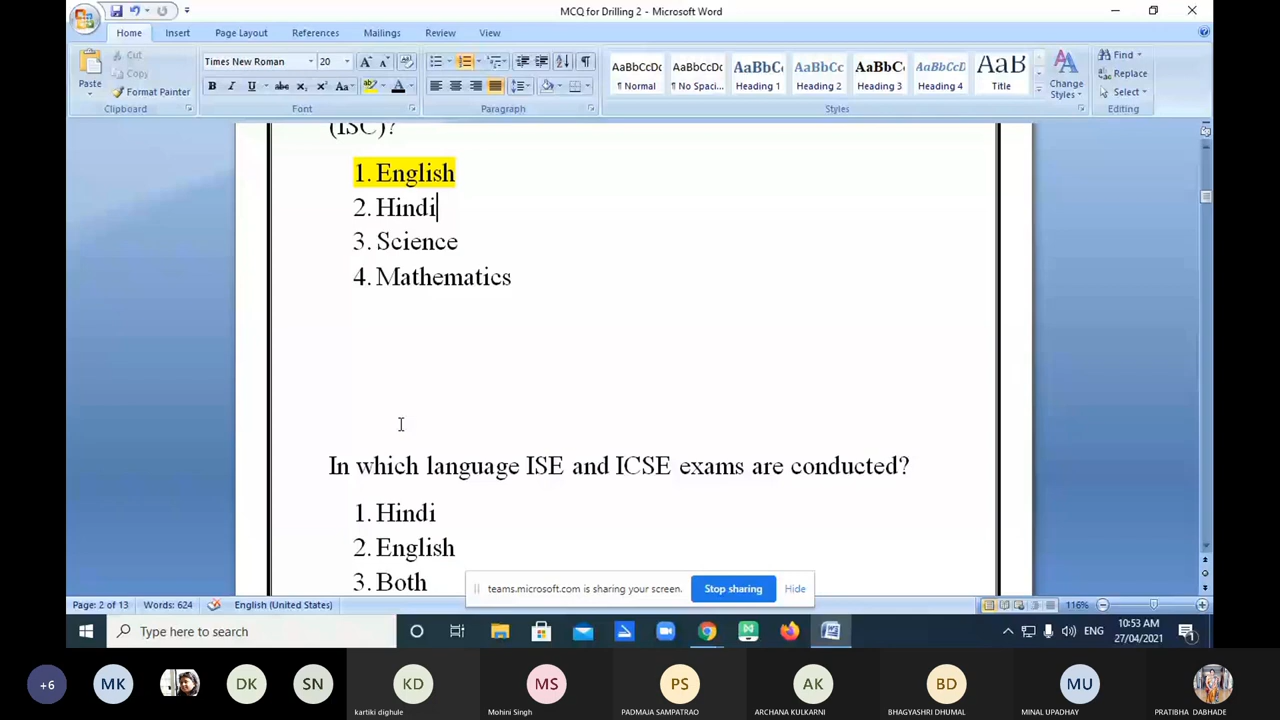 MCQ for Drilling 2 - Microsoft Word
Home Insert Page Layout References Mailings Review View
Paste
Cut
Copy
Format Painter
Clipboard
Times New Roman 20
B I U abc x₂ x² Aa
Font
Paragraph
AaBbCcDc AaBbCcDc AaBbC AaBbCc AaBbC AaBbCc AaB
¶ Normal ¶ No Spaci... Heading 1 Heading 2 Heading 3 Heading 4 Title
Change Styles
Styles
Find
Replace
Select
Editing
(ISC)?
1. English
2. Hindi
3. Science
4. Mathematics
In which language ISE and ICSE exams are conducted?
1. Hindi
2. English
3. Both
teams.microsoft.com is sharing your screen. Stop sharing Hide
Page: 2 of 13 Words: 624 English (United States) 116%
Type here to search
ENG
10:53 AM
27/04/2021
1
+6 MK DK SN KD MS PS AK BD MU
kartiki dighule Mohini Singh PADMAJA SAMPATRAO ARCHANA KULKARNI BHAGYASHRI DHUMAL MINAL UPADHAY PRATIBHA DABHADE